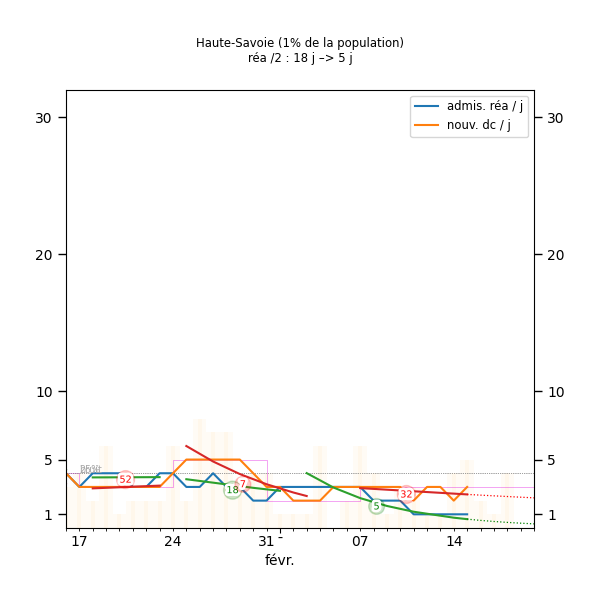 Haute-Savoie (1% de la population)
réa /2 : 18 j –> 5 j
admis. réa / j
nouv. dc / j
30 30
20 20
10 10
5 5
1 1
52
18
7
5
32
17 24 31 07 14
févr.